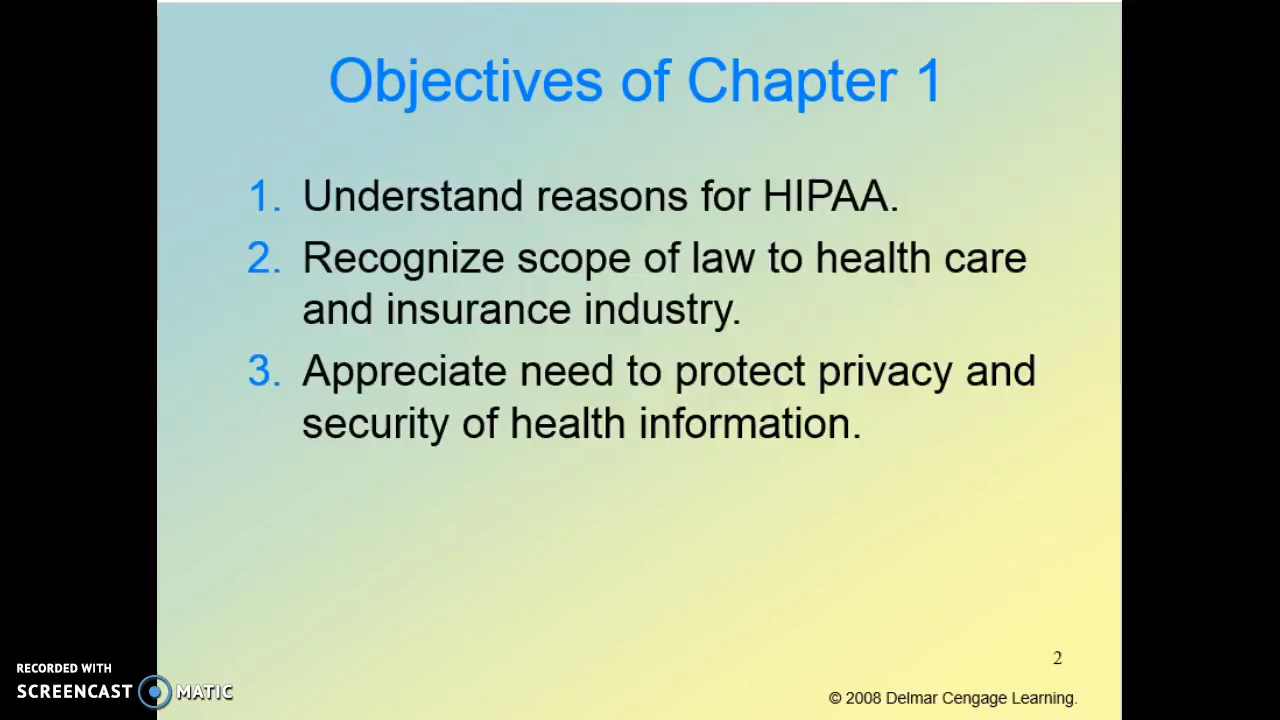 Objectives of Chapter 1
1. Understand reasons for HIPAA.
2. Recognize scope of law to health care
and insurance industry.
3. Appreciate need to protect privacy and
security of health information.
2
© 2008 Delmar Cengage Learning.
RECORDED WITH
SCREENCAST MATIC